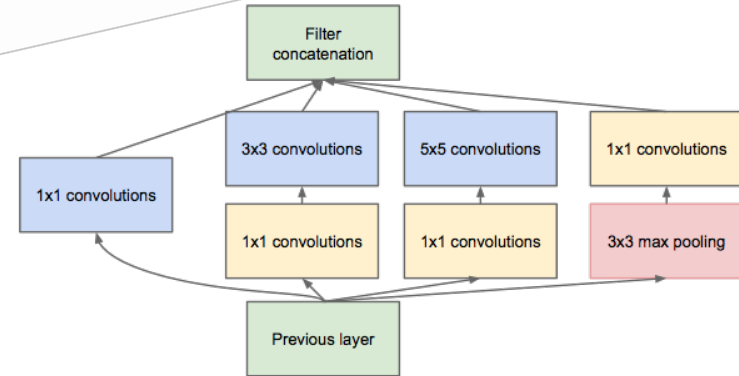 Filter
concatenation
3x3 convolutions
5x5 convolutions
1x1 convolutions
1x1 convolutions
1x1 convolutions
1x1 convolutions
3x3 max pooling
Previous layer